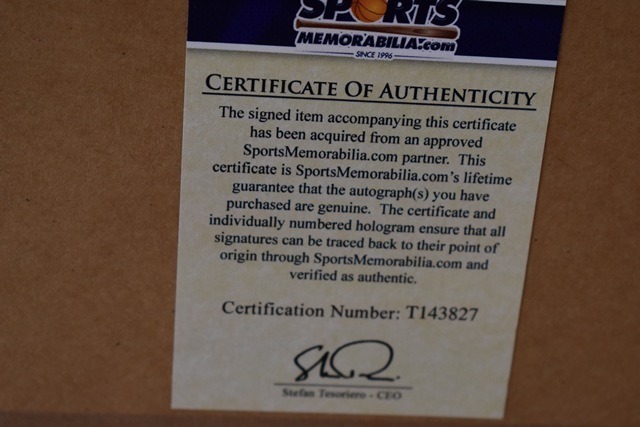 SPORTS
MEMORABILIA.com
SINCE 1996
CERTIFICATE OF AUTHENTICITY
The signed item accompanying this certificate
has been acquired from an approved
SportsMemorabilia.com partner. This
certificate is SportsMemorabilia.com's lifetime
guarantee that the autograph(s) you have
purchased are genuine. The certificate and
individually numbered hologram ensure that all
signatures can be traced back to their point of
origin through SportsMemorabilia.com and
verified as authentic.
Certification Number: T143827
Stefan Tesoriero - CEO